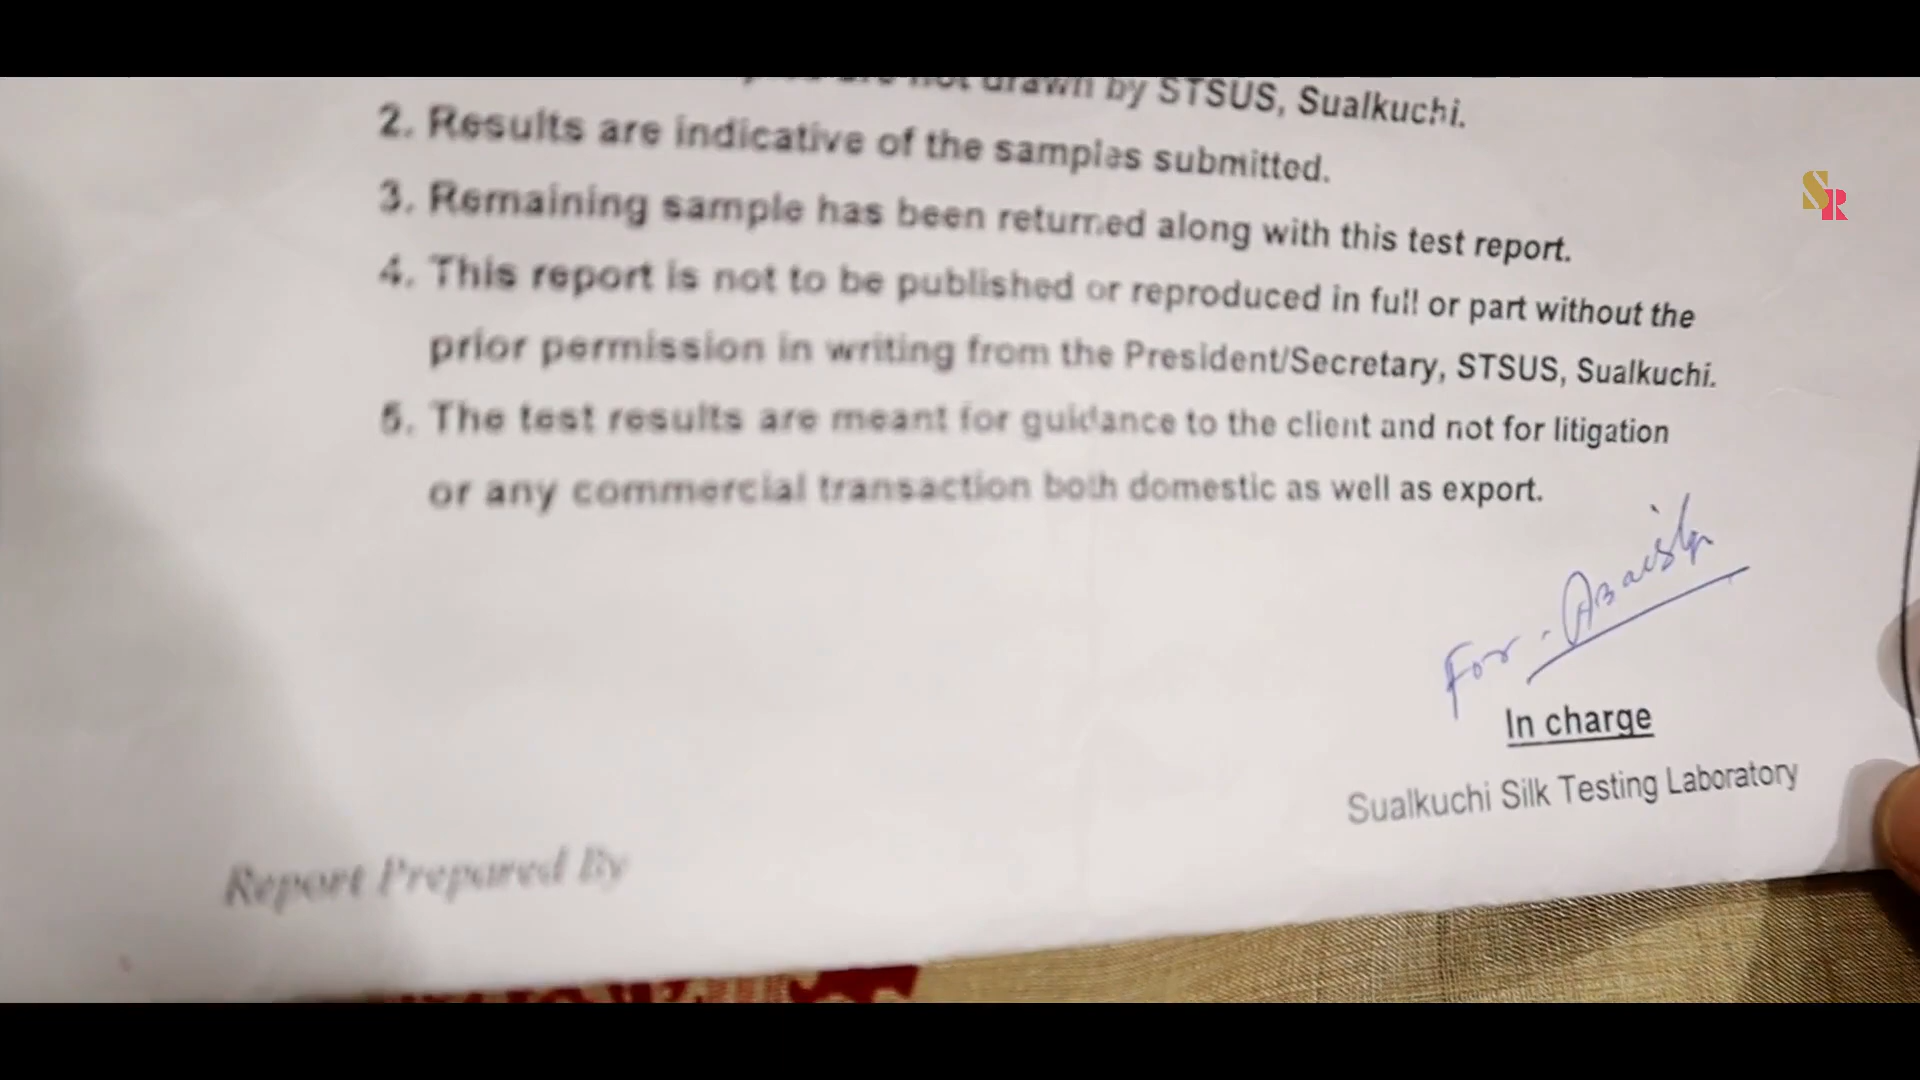 are not drawn by STSUS, Sualkuchi.
2. Results are indicative of the samples submitted.
SR
3. Remaining sample has been returned along with this test report.
4. This report is not to be published or reproduced in full or part without the
prior permission in writing from the President/Secretary, STSUS, Sualkuchi.
5. The test results are meant for guidance to the client and not for litigation
or any commercial transaction both domestic as well as export.
For
In charge
Sualkuchi Silk Testing Laboratory
Report Prepared By